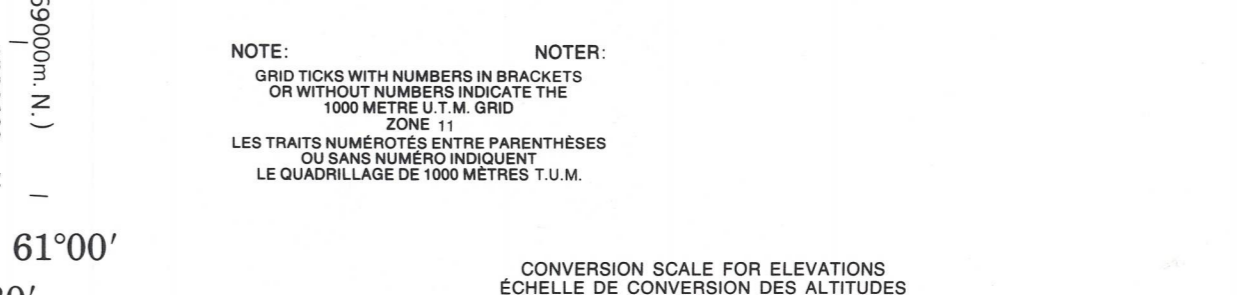 69000m. N.)
NOTE: NOTER:
GRID TICKS WITH NUMBERS IN BRACKETS
OR WITHOUT NUMBERS INDICATE THE
1000 METRE U.T.M. GRID
ZONE 11
LES TRAITS NUMÉROTÉS ENTRE PARENTHÈSES
OU SANS NUMÉRO INDIQUENT
LE QUADRILLAGE DE 1000 MÈTRES T.U.M.
61°00′
CONVERSION SCALE FOR ELEVATIONS
ÉCHELLE DE CONVERSION DES ALTITUDES